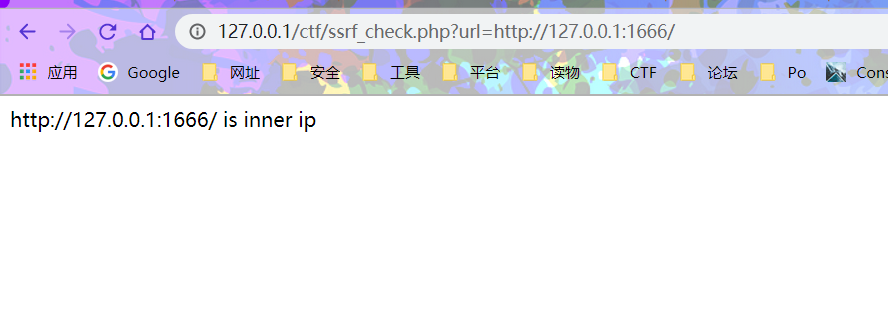 127.0.0.1/ctf/ssrf_check.php?url=http://127.0.0.1:1666/
应用 Google 网址 安全 工具 平台 读物 CTF 论坛 Po Cons
http://127.0.0.1:1666/ is inner ip